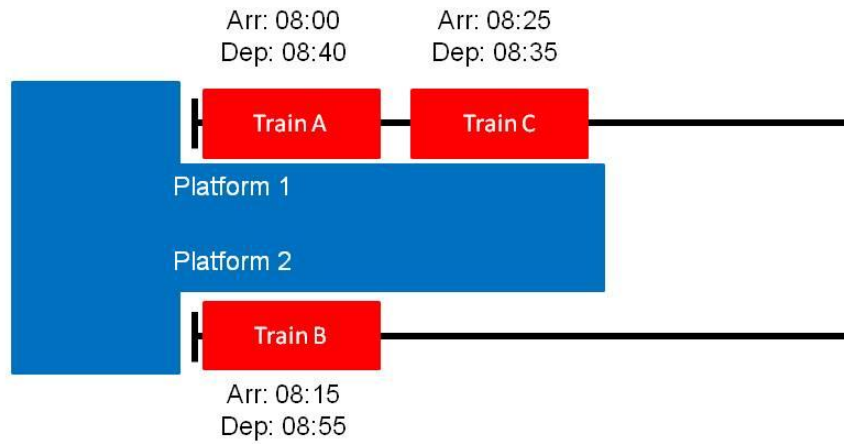 Arr: 08:00
Dep: 08:40
Arr: 08:25
Dep: 08:35
Train A
Train C
Platform 1
Platform 2
Train B
Arr: 08:15
Dep: 08:55